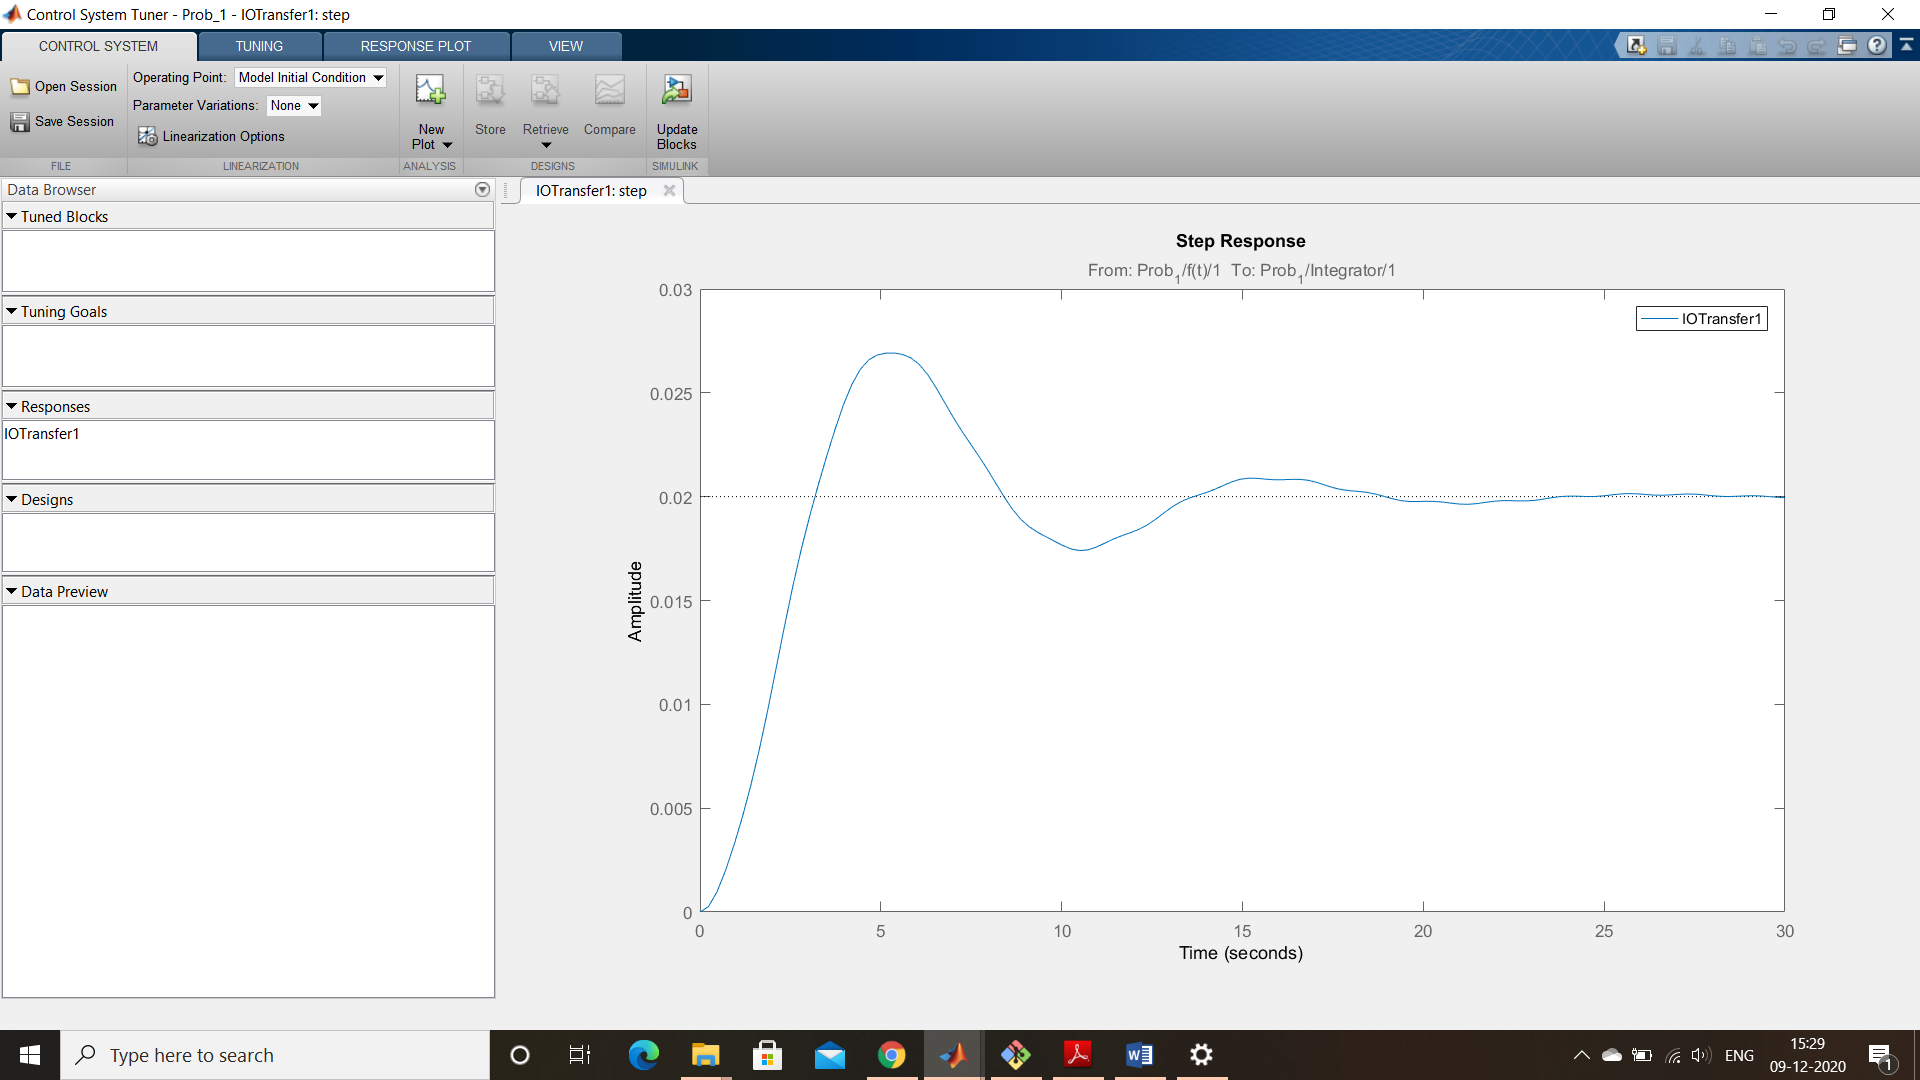 Control System Tuner - Prob_1 - IOTransfer1: step
CONTROL SYSTEM TUNING RESPONSE PLOT VIEW
Open Session
Save Session
FILE
Operating Point: Model Initial Condition
Parameter Variations: None
Linearization Options
LINEARIZATION
New
Plot
ANALYSIS
Store
Retrieve
Compare
DESIGNS
Update
Blocks
SIMULINK
Data Browser
Tuned Blocks
Tuning Goals
Responses
IOTransfer1
Designs
Data Preview
IOTransfer1: step
Step Response
From: Prob1/f(t)/1 To: Prob1/Integrator/1
IOTransfer1
0.03
0.025
0.02
0.015
0.01
0.005
0
Amplitude
0 5 10 15 20 25 30
Time (seconds)
Type here to search
ENG
15:29
09-12-2020
1